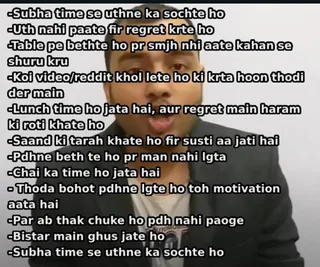 -Subha time se uthne ka sochte ho
-Uth nahi paate fir regret krte ho
-Table pe bethte ho pr smjh nhi aate kahan se
shuru kru
-Koi video/reddit khol lete ho ki krta hoon thodi
der main
-Lunch time ho jata hai, aur regret main haram
ki roti khate ho
-Saand ki tarah khate ho fir susti aa jati hai
-Pdhne beth te ho pr man nahi lgta
-Chai ka time ho jata hai
- Thoda bohot pdhne lgte ho toh motivation
aata hai
-Par ab thak chuke ho pdh nahi paoge
-Bistar main ghus jate ho
-Subha time se uthne ka sochte ho